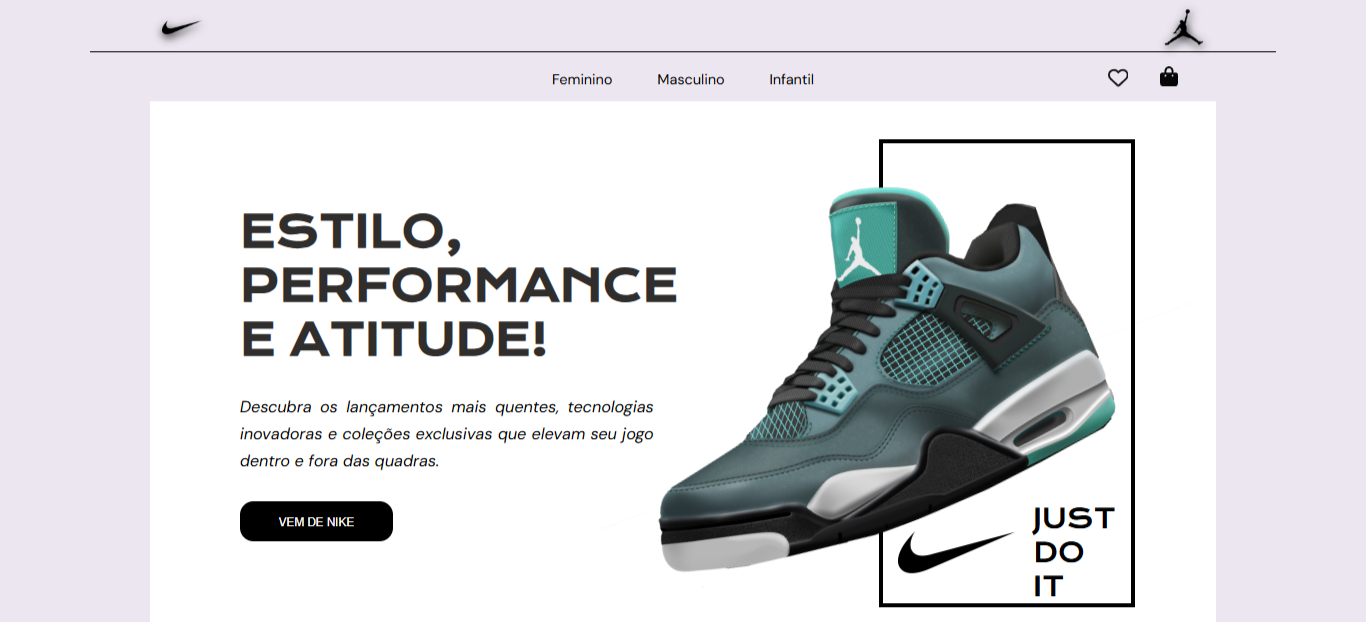 Feminino Masculino Infantil
ESTILO,
PERFORMANCE
E ATITUDE!
Descubra os lançamentos mais quentes, tecnologias
inovadoras e coleções exclusivas que elevam seu jogo
dentro e fora das quadras.
VEM DE NIKE
JUST
DO
IT